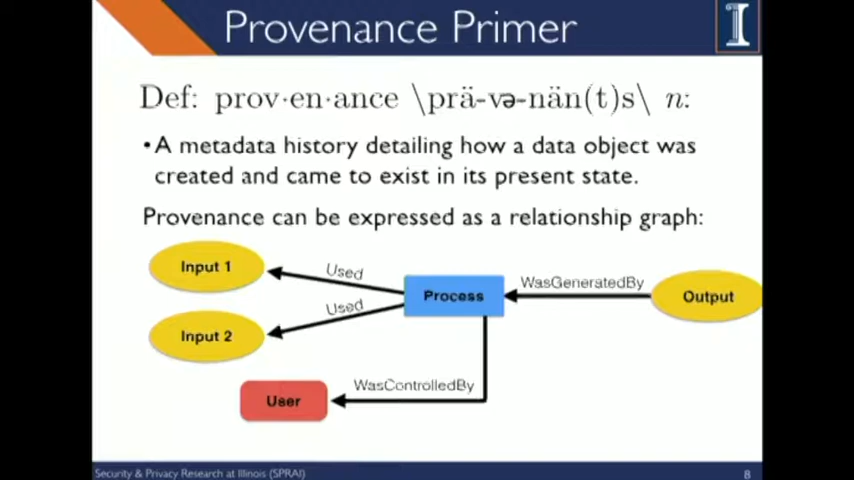 Provenance Primer
I
Def: prov·en·ance \prä-və-nän(t)s\ n:
•A metadata history detailing how a data object was
created and came to exist in its present state.
Provenance can be expressed as a relationship graph:
Input 1
Used
Process
WasGeneratedBy
Output
Used
Input 2
WasControlledBy
User
Security & Privacy Research at Illinois (SPRAI)
8